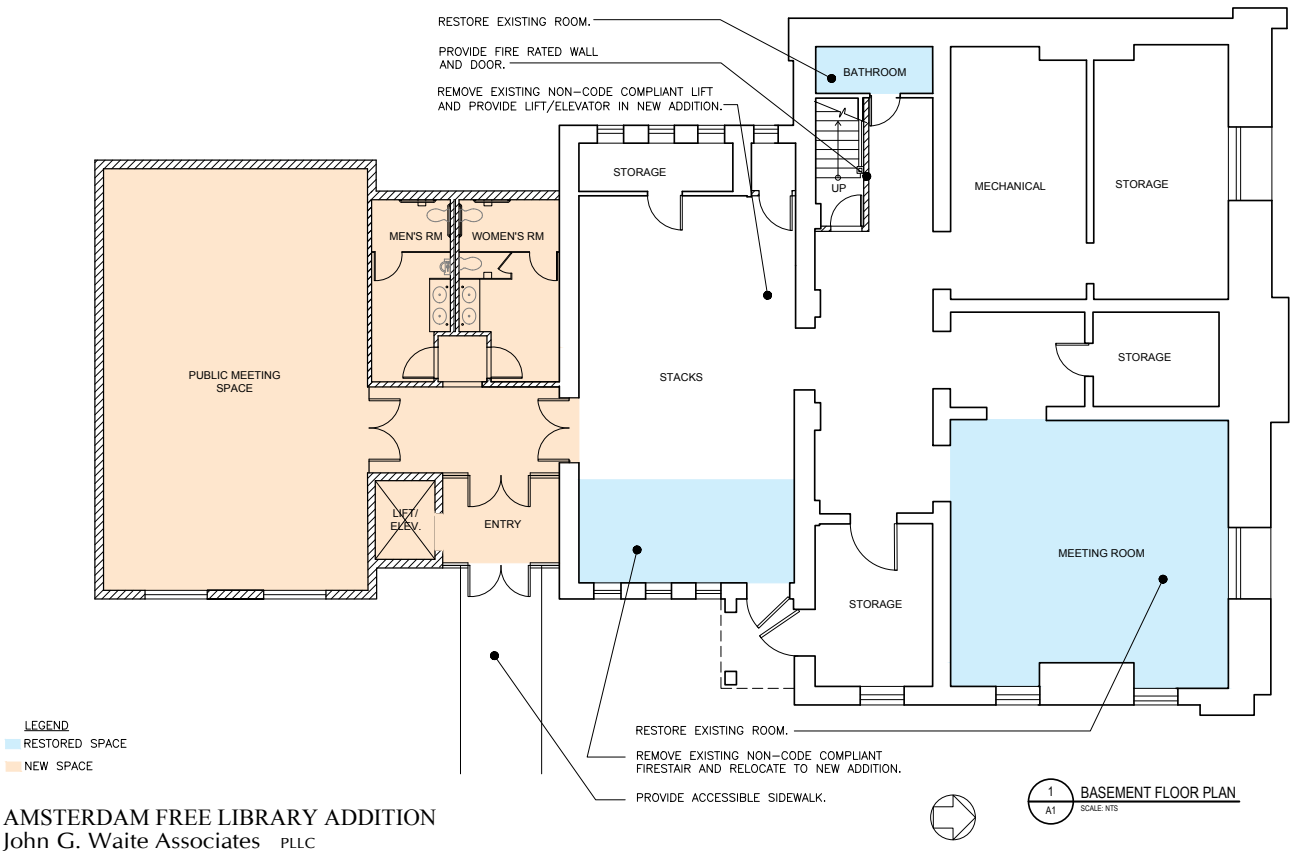 RESTORE EXISTING ROOM.
PROVIDE FIRE RATED WALL
AND DOOR.
REMOVE EXISTING NON-CODE COMPLIANT LIFT
AND PROVIDE LIFT/ELEVATOR IN NEW ADDITION.
BATHROOM
STORAGE
UP
MECHANICAL
STORAGE
MEN'S RM
WOMEN'S RM
PUBLIC MEETING
SPACE
STACKS
STORAGE
LIFT/
ELEV.
ENTRY
MEETING ROOM
STORAGE
LEGEND
RESTORED SPACE
NEW SPACE
RESTORE EXISTING ROOM.
REMOVE EXISTING NON-CODE COMPLIANT
FIRESTAIR AND RELOCATE TO NEW ADDITION.
PROVIDE ACCESSIBLE SIDEWALK.
1
A1
BASEMENT FLOOR PLAN
SCALE: NTS
AMSTERDAM FREE LIBRARY ADDITION
John G. Waite Associates PLLC